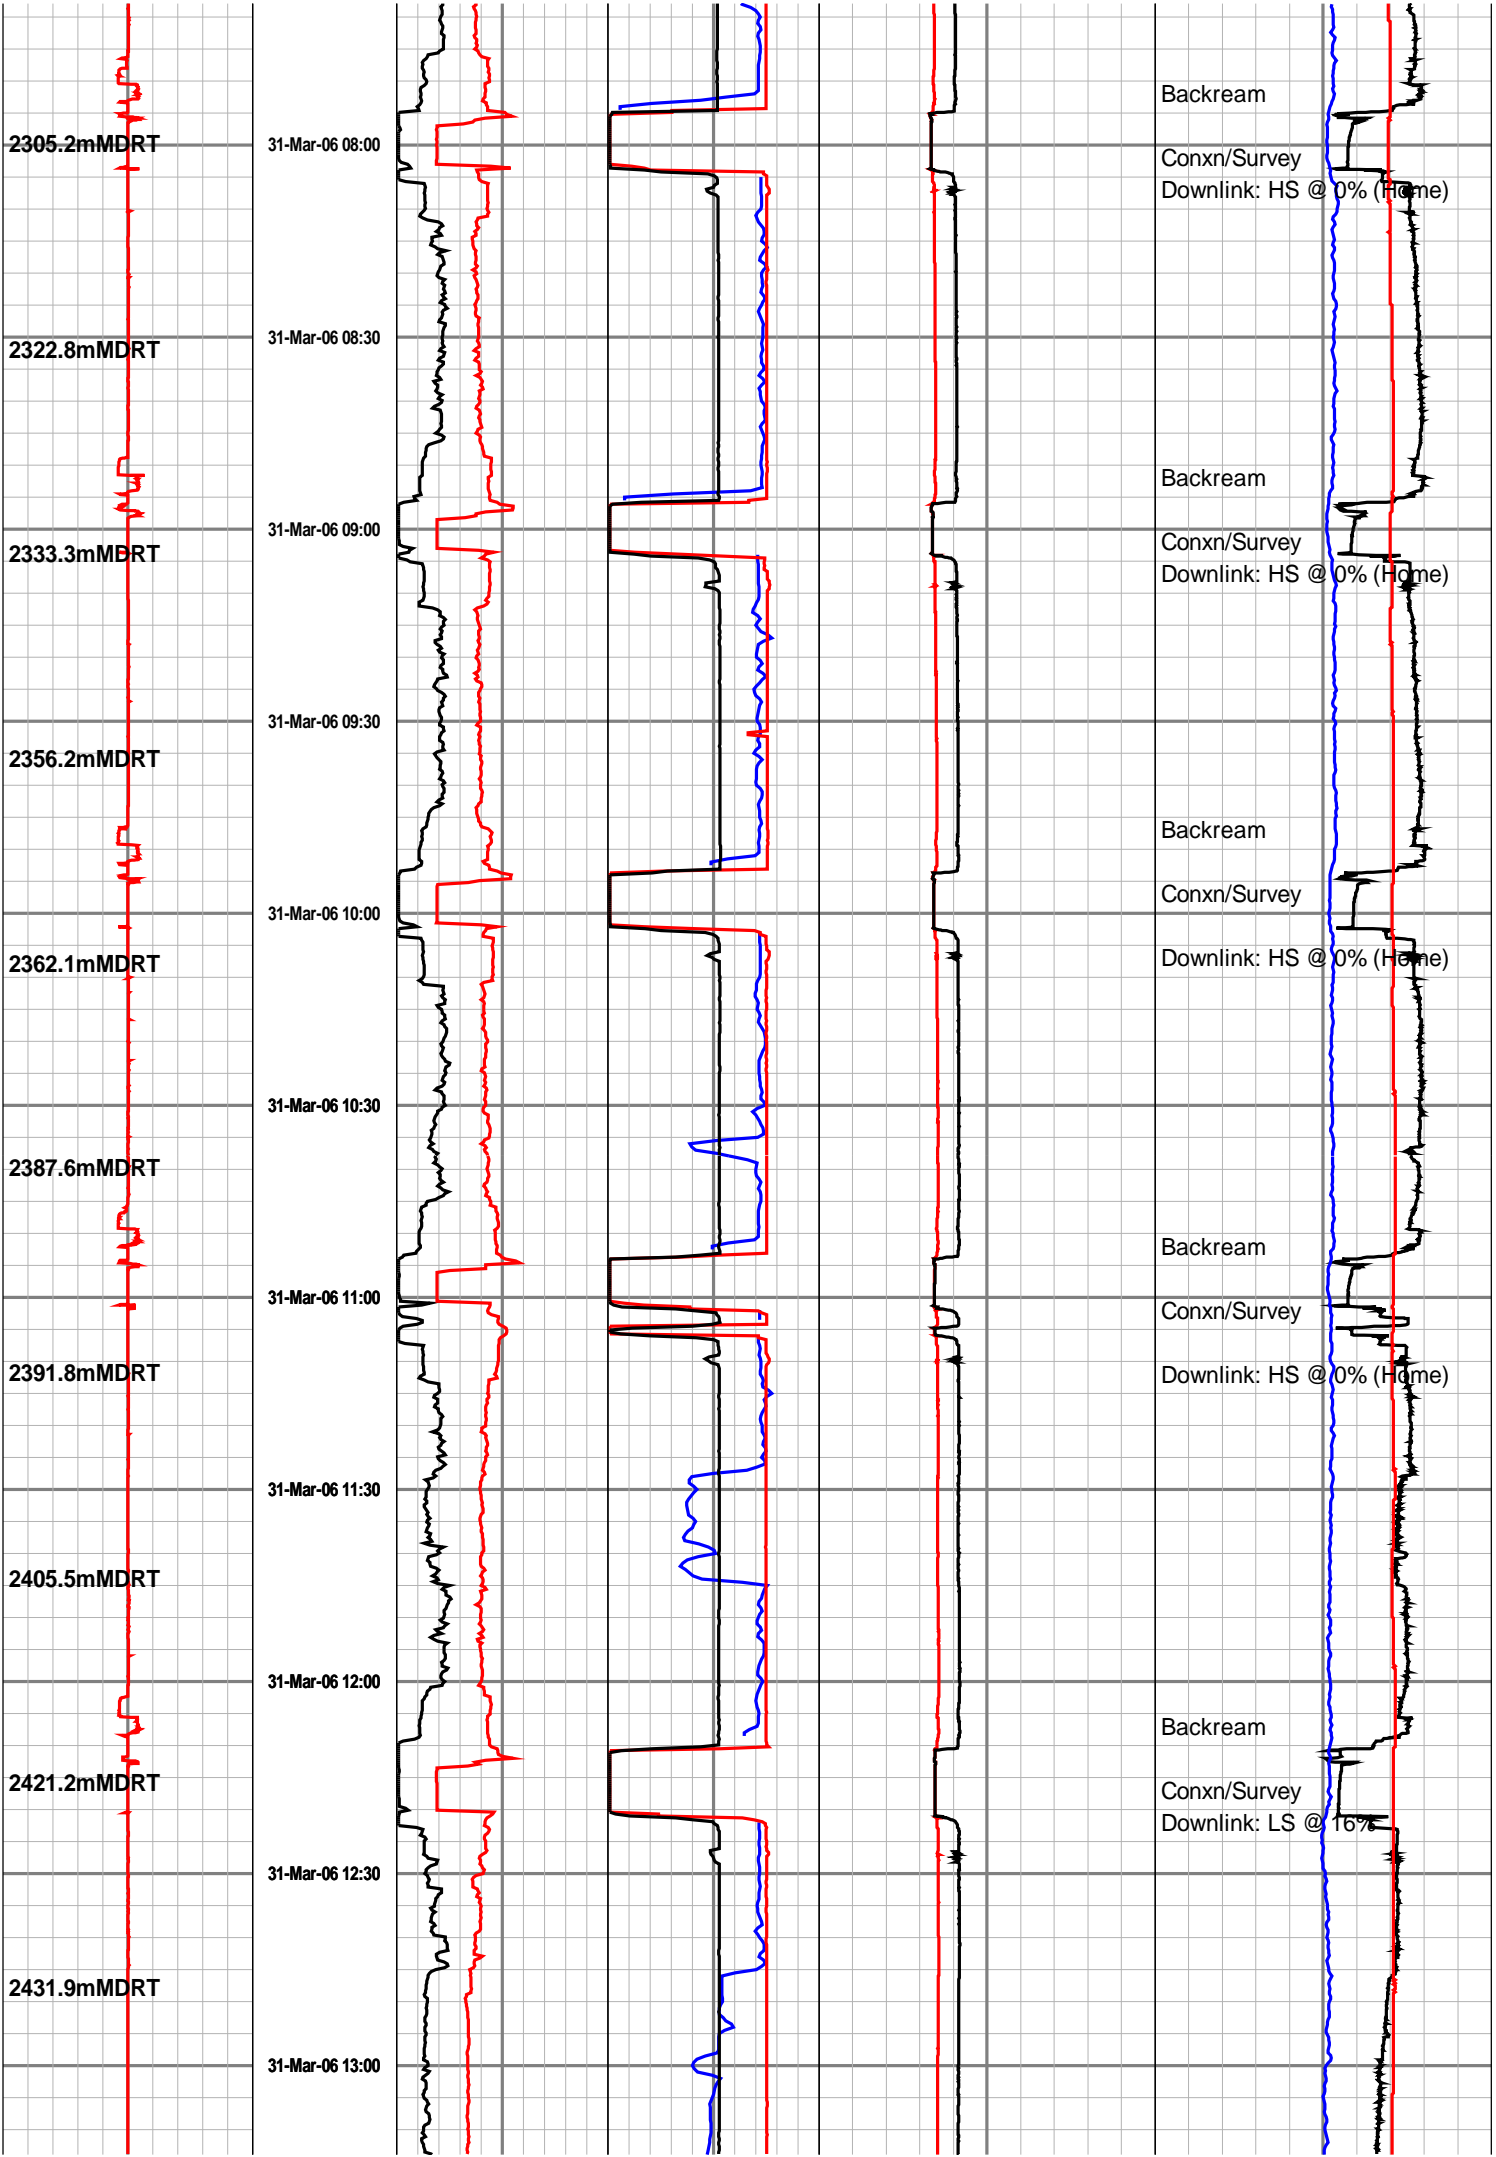 Backream
2305.2mMDRT
31-Mar-06 08:00
Conxn/Survey
Downlink: HS @ 0% (Home)
31-Mar-06 08:30
2322.8mMDRT
Backream
31-Mar-06 09:00
Conxn/Survey
2333.3mMDRT
Downlink: HS @ 0% (Home)
31-Mar-06 09:30
2356.2mMDRT
Backream
Conxn/Survey
31-Mar-06 10:00
Downlink: HS @ 0% (Home)
2362.1mMDRT
31-Mar-06 10:30
2387.6mMDRT
Backream
31-Mar-06 11:00
Conxn/Survey
2391.8mMDRT
Downlink: HS @ 0% (Home)
31-Mar-06 11:30
2405.5mMDRT
31-Mar-06 12:00
Backream
2421.2mMDRT
Conxn/Survey
Downlink: LS @ 16%
31-Mar-06 12:30
2431.9mMDRT
31-Mar-06 13:00